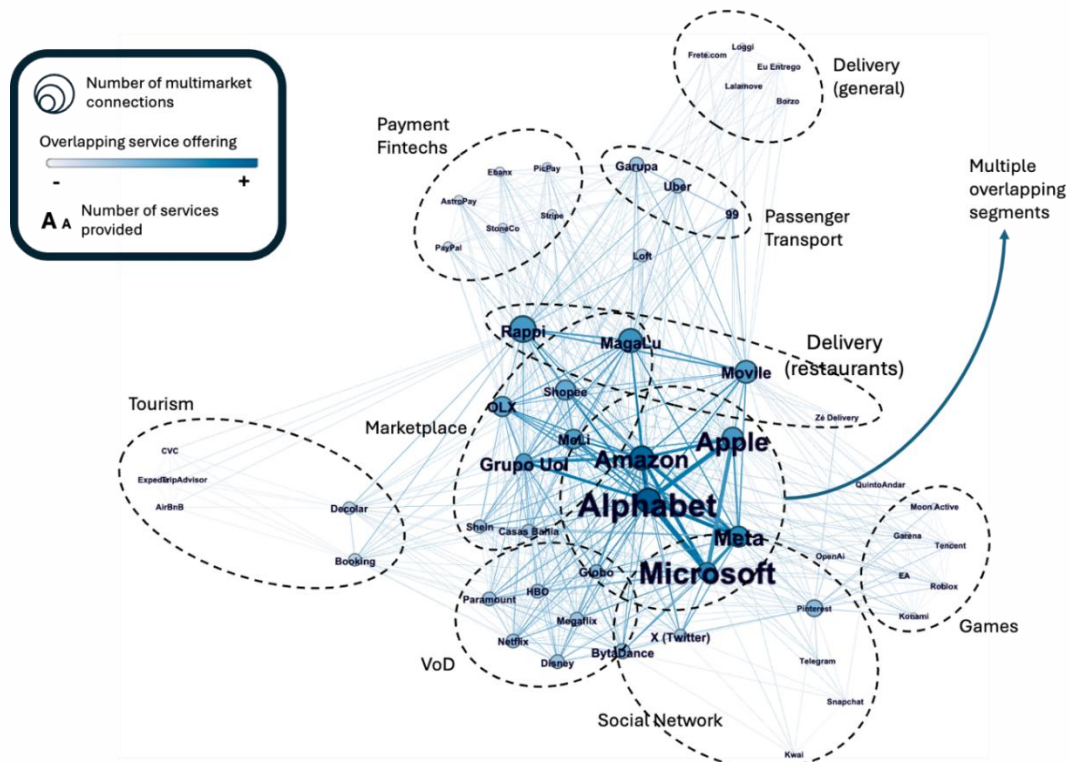 Number of multimarket
connections
Overlapping service offering
- +
A A Number of services
provided
Delivery
(general)
Loggi
Frete.com
Eu Entrego
Lalamove
Borzo
Payment
Fintechs
Ebanx
PicPay
AstroPay
Stripe
StoneCo
PayPal
Garupa
Uber
99
Passenger
Transport
Loft
Multiple
overlapping
segments
Rappi
MagaLu
Movile
Delivery
(restaurants)
Zé Delivery
Shopee
OLX
Marketplace
MeLi
Grupo Uol
Shein
Casas Bahia
Amazon
Apple
Alphabet
Meta
Microsoft
Tourism
CVC
Expedia
TripAdvisor
AirBnB
Decolar
Booking
QuintoAndar
Moon Active
Garena
Tencent
OpenAi
EA
Roblox
Konami
Games
Globo
HBO
Paramount
Megaflix
Netflix
Disney
VoD
BytaDance
X (Twitter)
Pinterest
Telegram
Snapchat
Kwai
Social Network